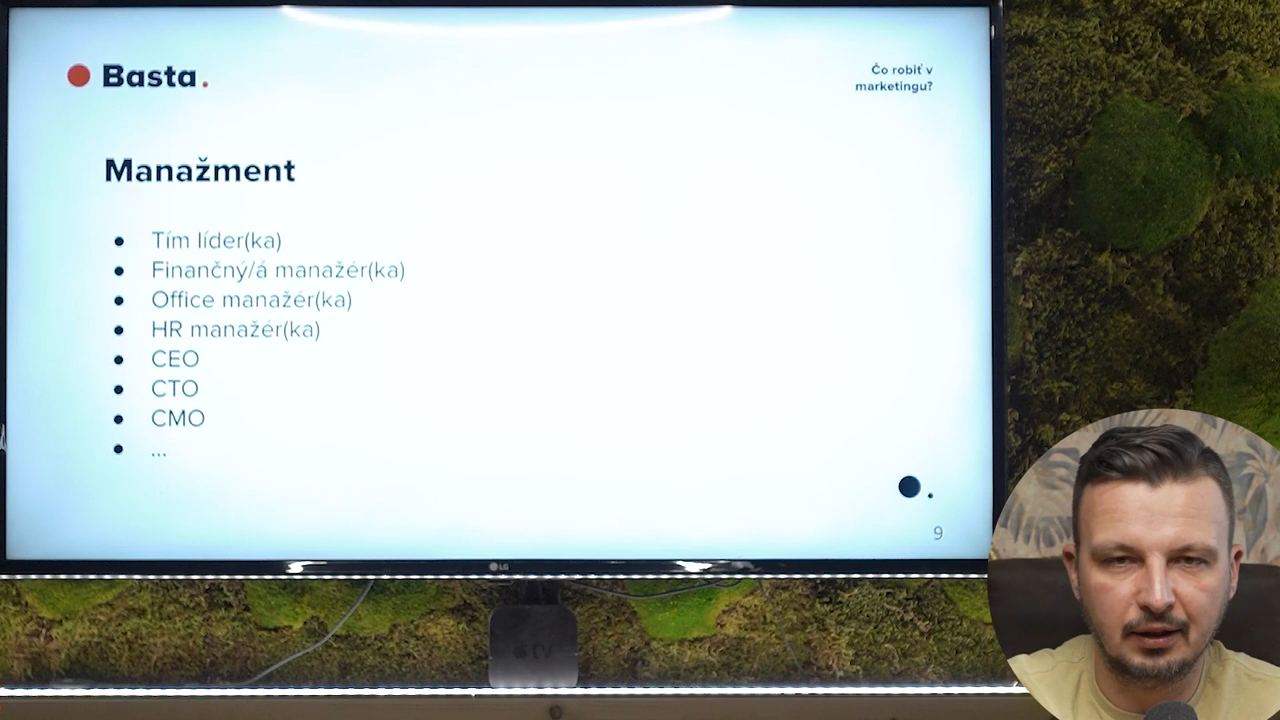 Basta.
Čo robiť v
marketingu?
Manažment
Tím líder(ka)
Finančný/á manažér(ka)
Office manažér(ka)
HR manažér(ka)
CEO
CTO
CMO
...
9
LG
tv